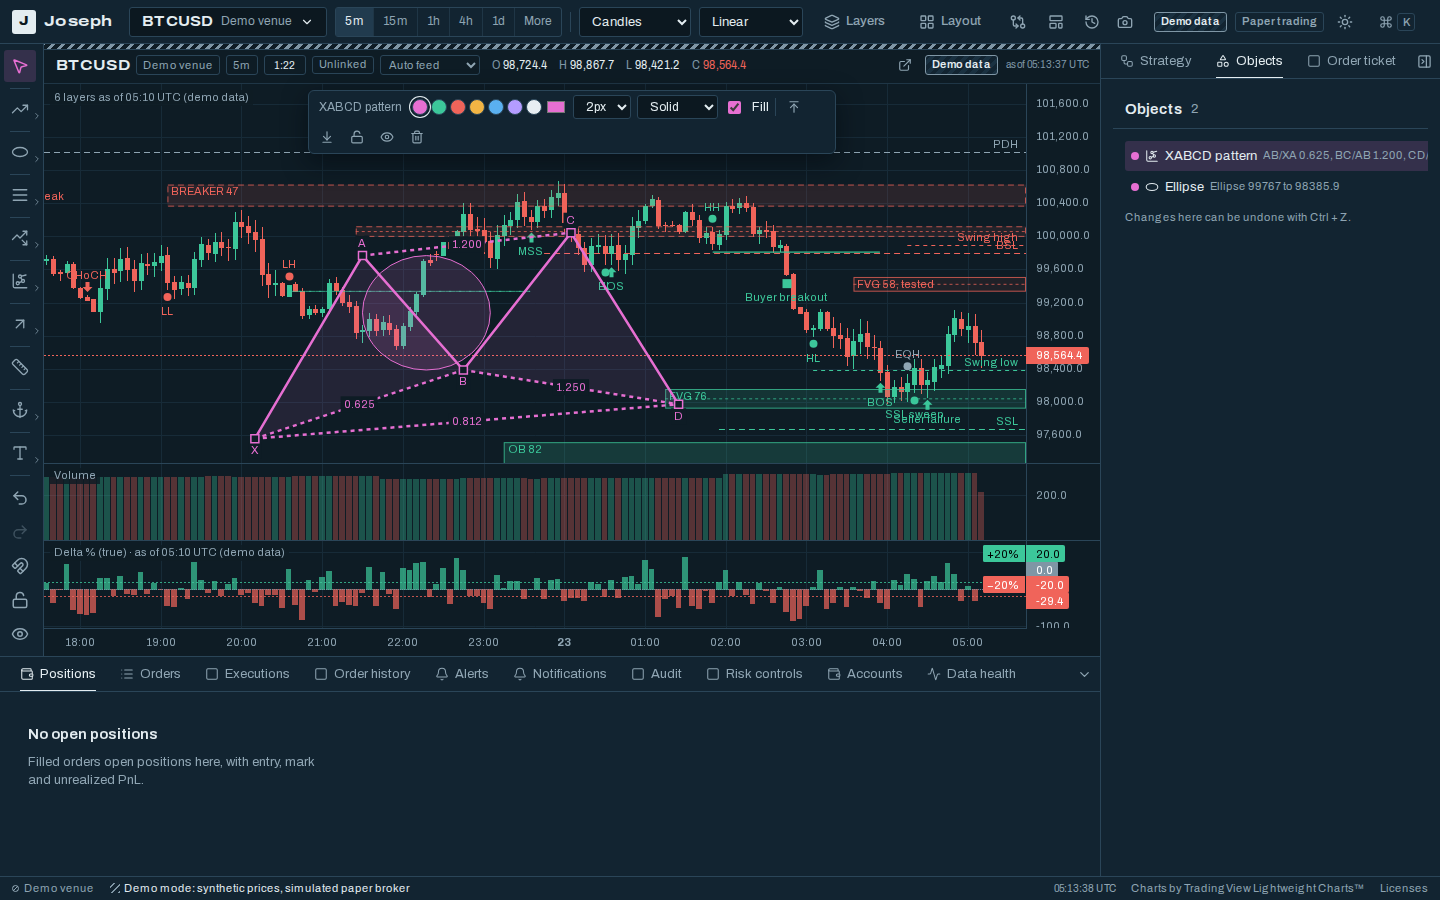 J Joseph BTCUSD Demo venue 5m 15m 1h 4h 1d More Candles Linear Layers Layout Demo data Paper trading ⌘ K
BTCUSD Demo venue 5m 1:22 Unlinked Auto feed O 98,724.4 H 98,867.7 L 98,421.2 C 98,564.4 Demo data as of 05:13:37 UTC
Strategy Objects Order ticket
6 layers as of 05:10 UTC (demo data)
XABCD pattern 2px Solid Fill
Objects 2
XABCD pattern AB/XA 0.625, BC/AB 1.200, CD/
Ellipse Ellipse 99767 to 98385.9
Changes here can be undone with Ctrl + Z.
101,600.0
101,200.0
PDH
100,800.0
BREAKER 47
eak
100,400.0
HH
C
100,000.0
Swing high
BSL
A
1.200
MSS
99,600.0
LH
CHoCH
BOS
FVG 58, tested
99,200.0
LL
Buyer breakout
98,800.0
98,564.4
HL
EQH
Swing low
98,400.0
B
1.250
FVG 76
98,000.0
0.625
BOS
D
SSL sweep
Seller failure
SSL
0.812
97,600.0
X
OB 82
Volume
200.0
Delta % (true) · as of 05:10 UTC (demo data)
+20% 20.0
0.0
−20% -20.0
-29.4
-100.0
18:00 19:00 20:00 21:00 22:00 23:00 23 01:00 02:00 03:00 04:00 05:00
Positions Orders Executions Order history Alerts Notifications Audit Risk controls Accounts Data health
No open positions
Filled orders open positions here, with entry, mark
and unrealized PnL.
Demo venue Demo mode: synthetic prices, simulated paper broker 05:13:38 UTC Charts by TradingView Lightweight Charts™ Licenses